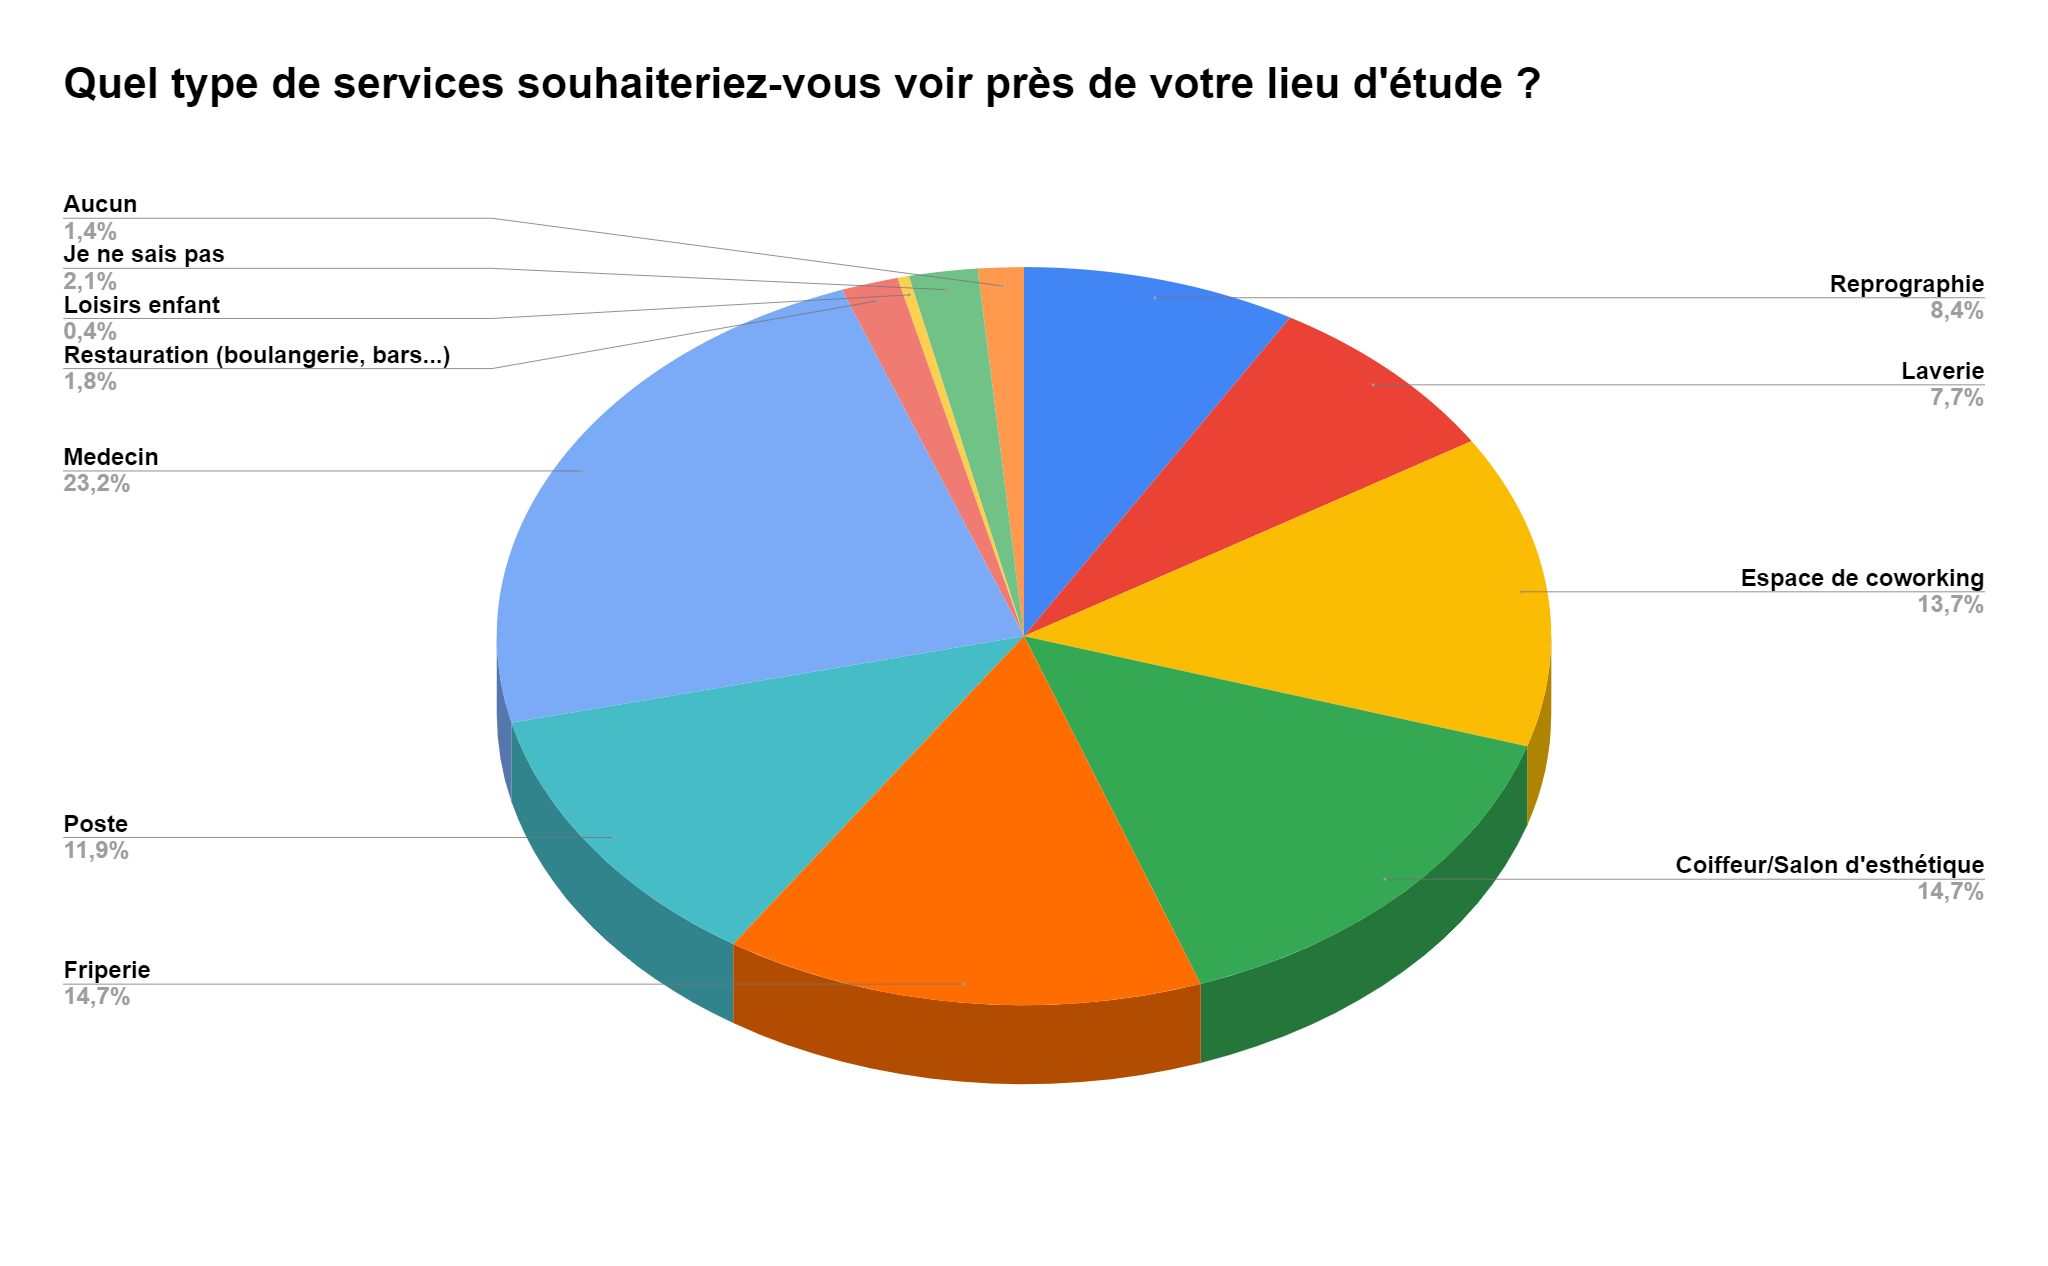 Quel type de services souhaiteriez-vous voir près de votre lieu d'étude ?
Aucun
1,4%
Je ne sais pas
2,1%
Loisirs enfant
0,4%
Restauration (boulangerie, bars...)
1,8%
Medecin
23,2%
Poste
11,9%
Friperie
14,7%
Reprographie
8,4%
Laverie
7,7%
Espace de coworking
13,7%
Coiffeur/Salon d'esthétique
14,7%